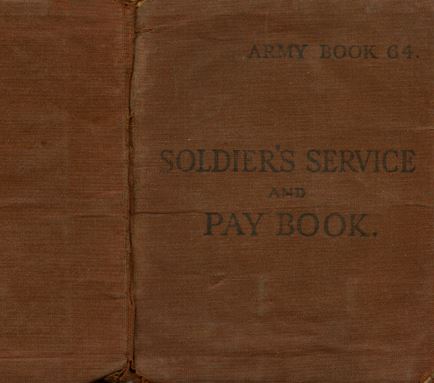 ARMY BOOK 64.
SOLDIER'S SERVICE
AND
PAY BOOK.